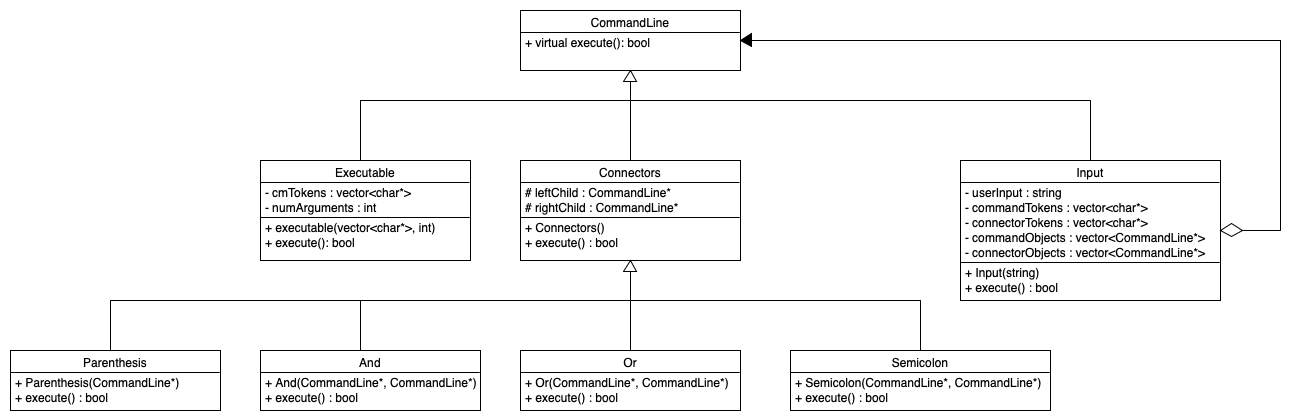 CommandLine
+ virtual execute(): bool
Executable
- cmTokens : vector<char*>
- numArguments : int
+ executable(vector<char*>, int)
+ execute(): bool
Connectors
# leftChild : CommandLine*
# rightChild : CommandLine*
+ Connectors()
+ execute() : bool
Input
- userInput : string
- commandTokens : vector<char*>
- connectorTokens : vector<char*>
- commandObjects : vector<CommandLine*>
- connectorObjects : vector<CommandLine*>
+ Input(string)
+ execute() : bool
Parenthesis
+ Parenthesis(CommandLine*)
+ execute() : bool
And
+ And(CommandLine*, CommandLine*)
+ execute() : bool
Or
+ Or(CommandLine*, CommandLine*)
+ execute() : bool
Semicolon
+ Semicolon(CommandLine*, CommandLine*)
+ execute() : bool